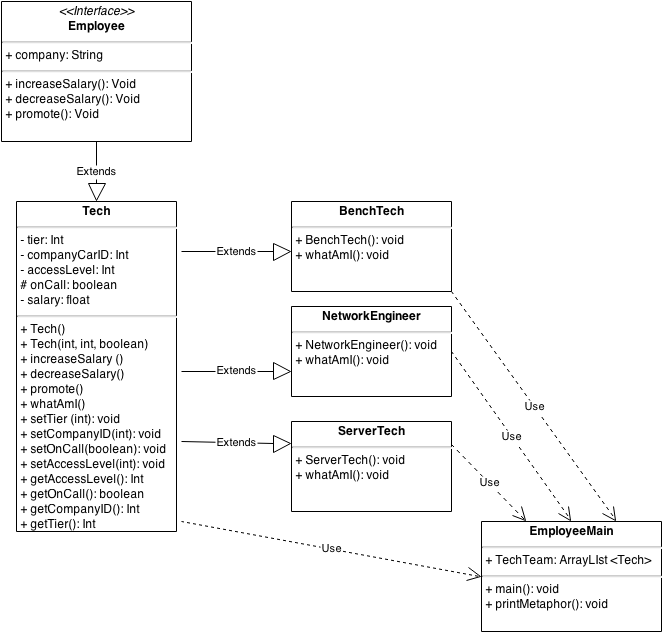 <<Interface>>
Employee
+ company: String
+ increaseSalary(): Void
+ decreaseSalary(): Void
+ promote(): Void
Extends
Tech
- tier: Int
- companyCarID: Int
- accessLevel: Int
# onCall: boolean
- salary: float
+ Tech()
+ Tech(int, int, boolean)
+ increaseSalary ()
+ decreaseSalary()
+ promote()
+ whatAmI()
+ setTier (int): void
+ setCompanyID(int): void
+ setOnCall(boolean): void
+ setAccessLevel(int): void
+ getAccessLevel(): Int
+ getOnCall(): boolean
+ getCompanyID(): Int
+ getTier(): Int
Extends
BenchTech
+ BenchTech(): void
+ whatAmI(): void
Extends
NetworkEngineer
+ NetworkEngineer(): void
+ whatAmI(): void
Extends
ServerTech
+ ServerTech(): void
+ whatAmI(): void
Use
Use
Use
Use
EmployeeMain
+ TechTeam: ArrayLIst <Tech>
+ main(): void
+ printMetaphor(): void